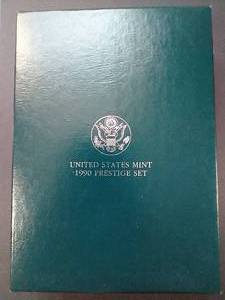 UNITED STATES MINT
1990 PRESTIGE SET